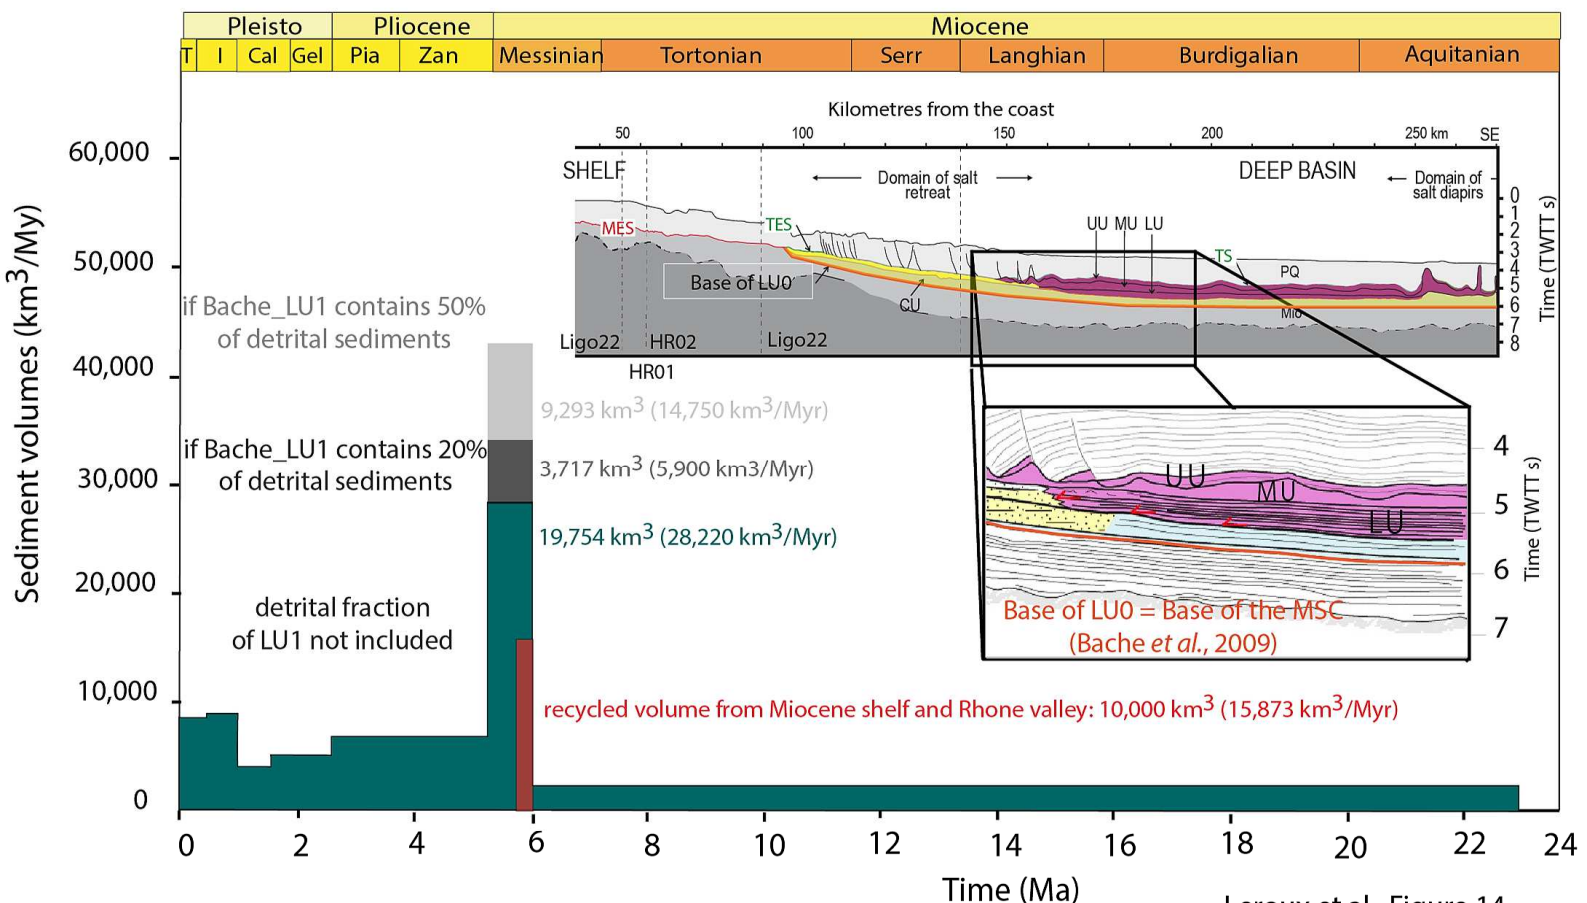 Pleisto Pliocene Miocene
T I Cal Gel Pia Zan Messinian Tortonian Serr Langhian Burdigalian Aquitanian
Kilometres from the coast
50 100 150 200 250 km SE
SHELF
Domain of salt
retreat
DEEP BASIN
Domain of
salt diapirs
MES
TES
UU MU LU
TS
PQ
Base of LU0
CU
Mio
Ligo22
HR02
Ligo22
HR01
0
1
2
3
4
5
6
7
8
Time (TWTT s)
60,000
50,000
40,000
30,000
20,000
10,000
0
Sediment volumes (km3/My)
if Bache_LU1 contains 50%
of detrital sediments
9,293 km3 (14,750 km3/Myr)
if Bache_LU1 contains 20%
of detrital sediments
3,717 km3 (5,900 km3/Myr)
19,754 km3 (28,220 km3/Myr)
detrital fraction
of LU1 not included
UU
MU
LU
4
5
6
7
Time (TWTT s)
Base of LU0 = Base of the MSC
(Bache et al., 2009)
recycled volume from Miocene shelf and Rhone valley: 10,000 km3 (15,873 km3/Myr)
0 2 4 6 8 10 12 14 16 18 20 22 24
Time (Ma)